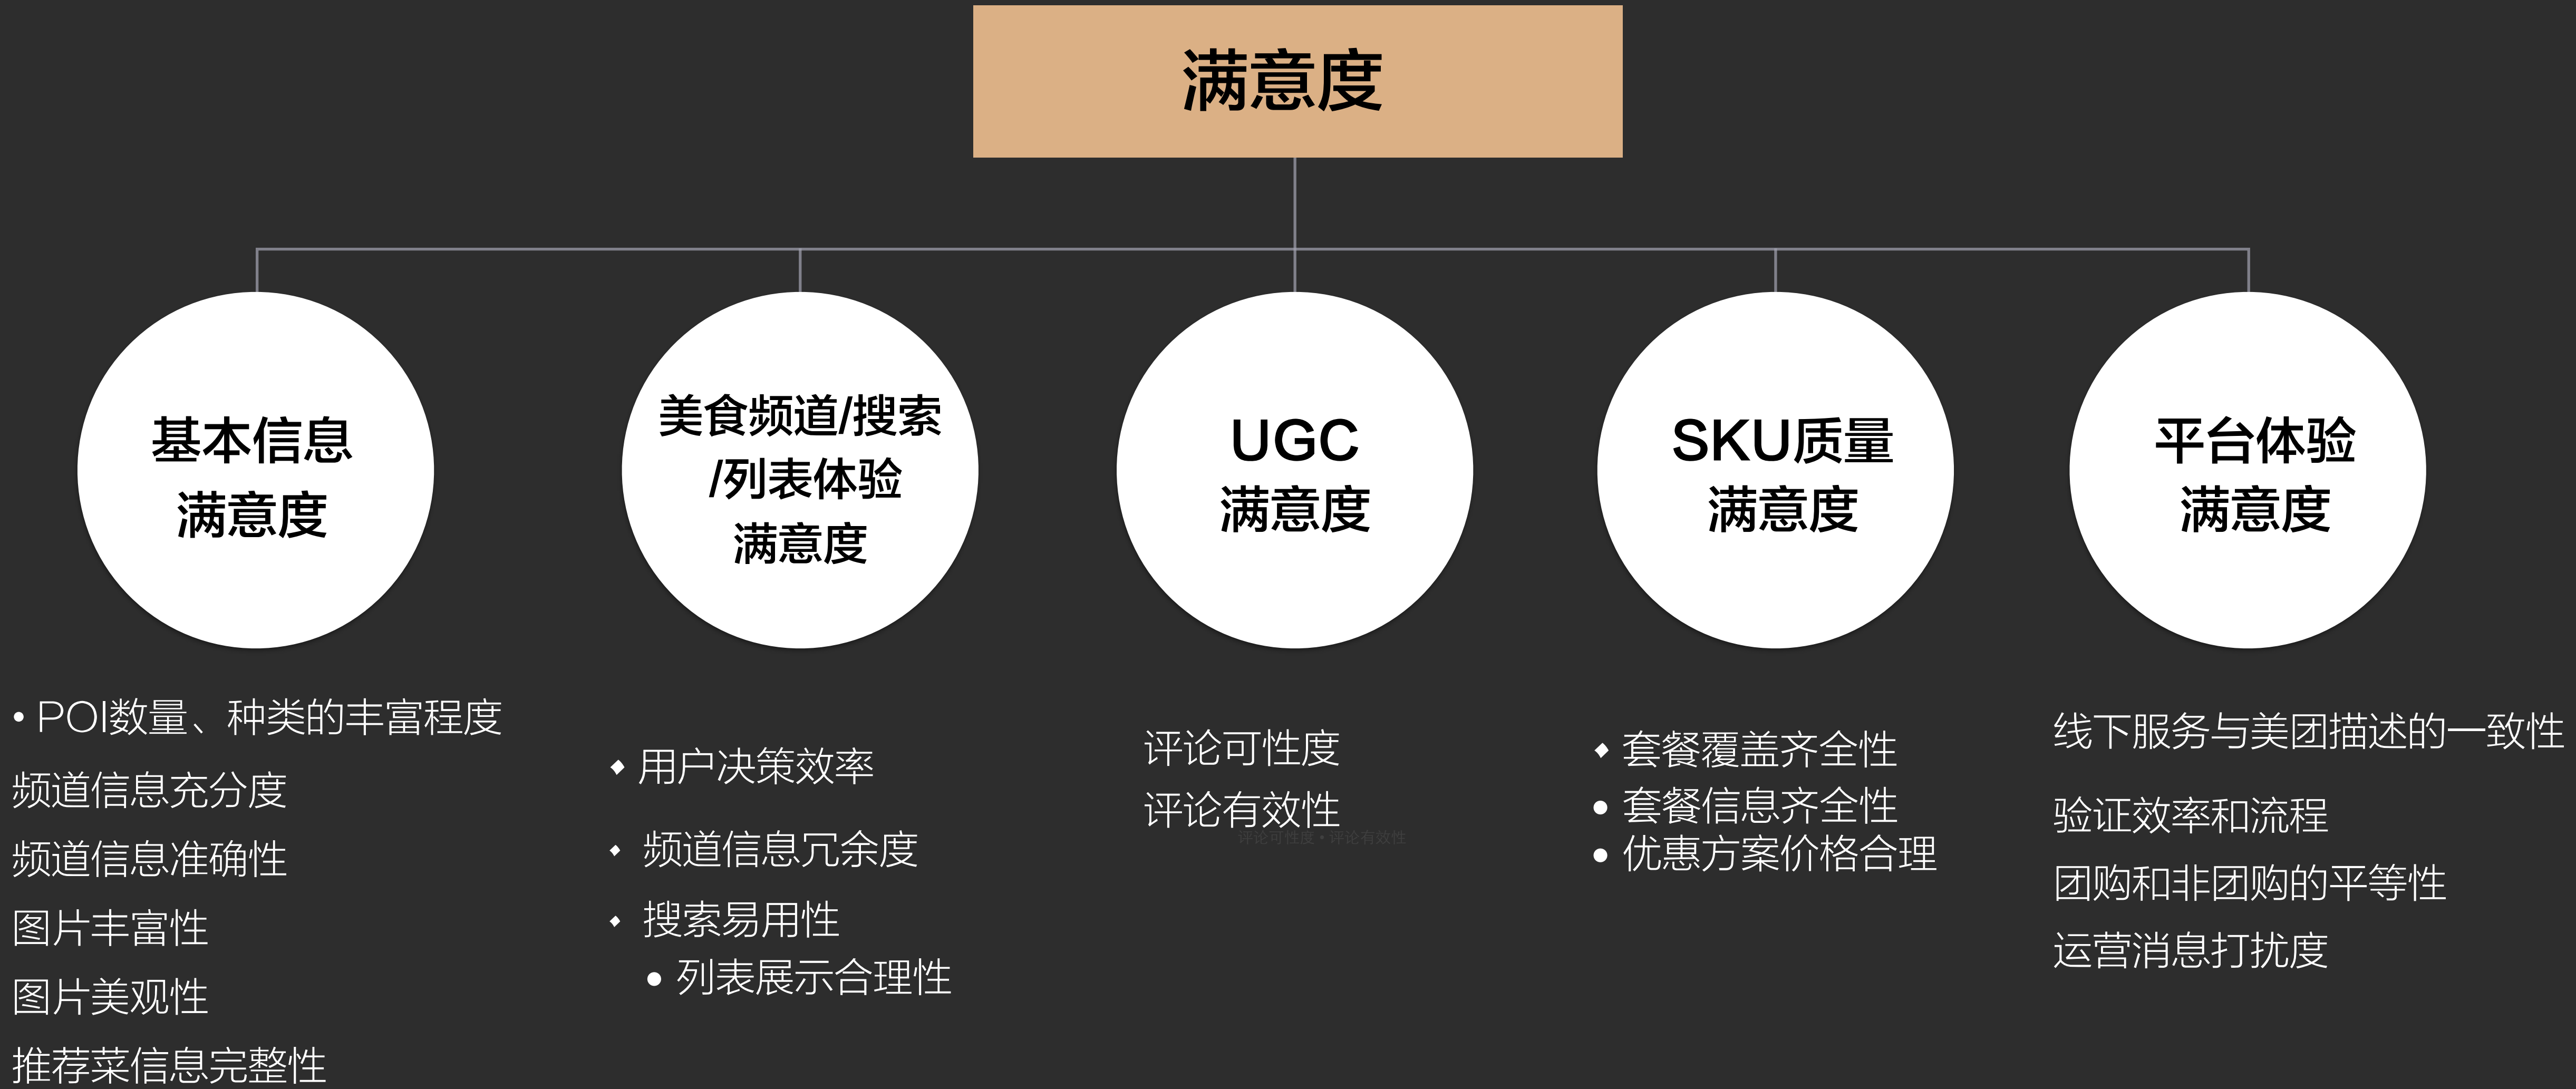 满意度
基本信息
满意度
美食频道/搜索
/列表体验
满意度
UGC
满意度
SKU质量
满意度
平台体验
满意度
• POI数量、种类的丰富程度
频道信息充分度
频道信息准确性
图片丰富性
图片美观性
推荐菜信息完整性
◆ 用户决策效率
◆ 频道信息冗余度
◆ 搜索易用性
● 列表展示合理性
评论可性度
评论有效性
评论可性度 • 评论有效性
◆ 套餐覆盖齐全性
● 套餐信息齐全性
● 优惠方案价格合理
线下服务与美团描述的一致性
验证效率和流程
团购和非团购的平等性
运营消息打扰度